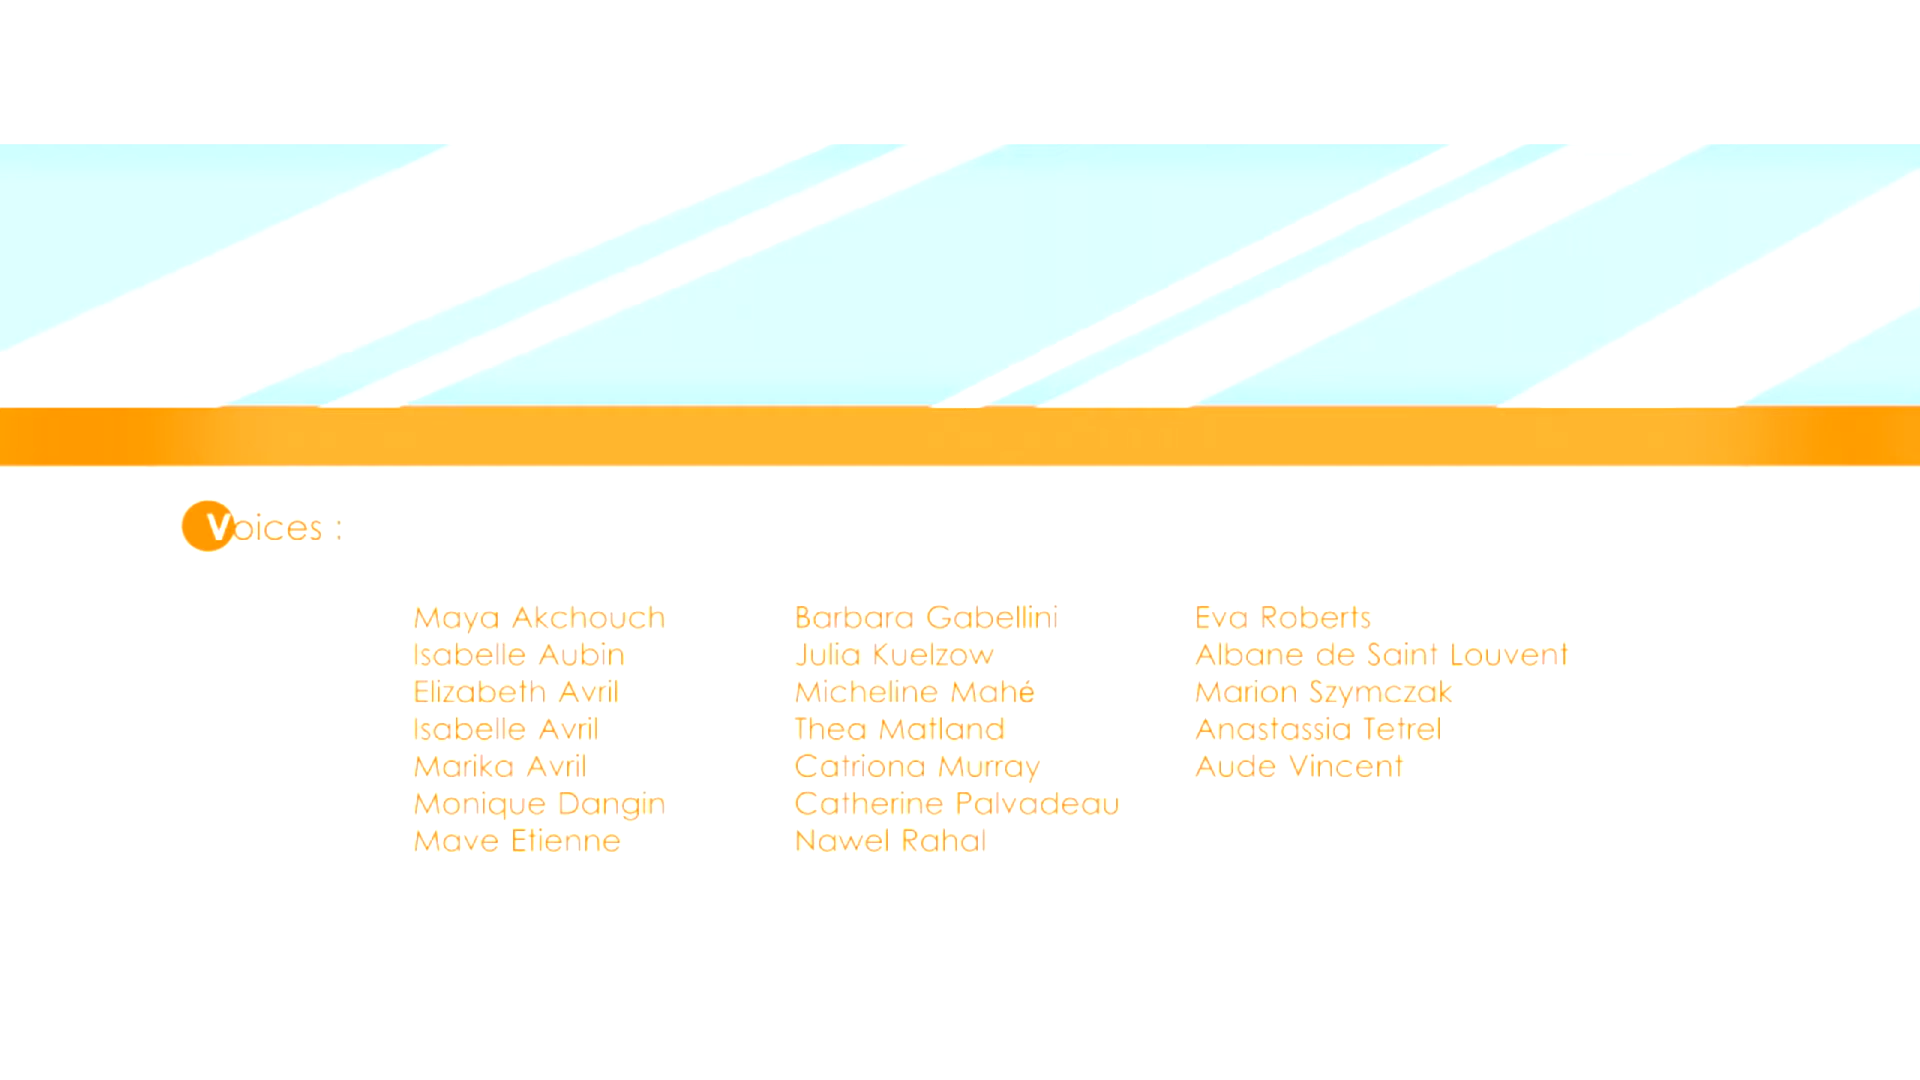 Voices :
Maya Akchouch
Isabelle Aubin
Elizabeth Avril
Isabelle Avril
Marika Avril
Monique Dangin
Mave Etienne
Barbara Gabellini
Julia Kuelzow
Micheline Mahé
Thea Matland
Catriona Murray
Catherine Palvadeau
Nawel Rahal
Eva Roberts
Albane de Saint Louvent
Marion Szymczak
Anastassia Tetrel
Aude Vincent